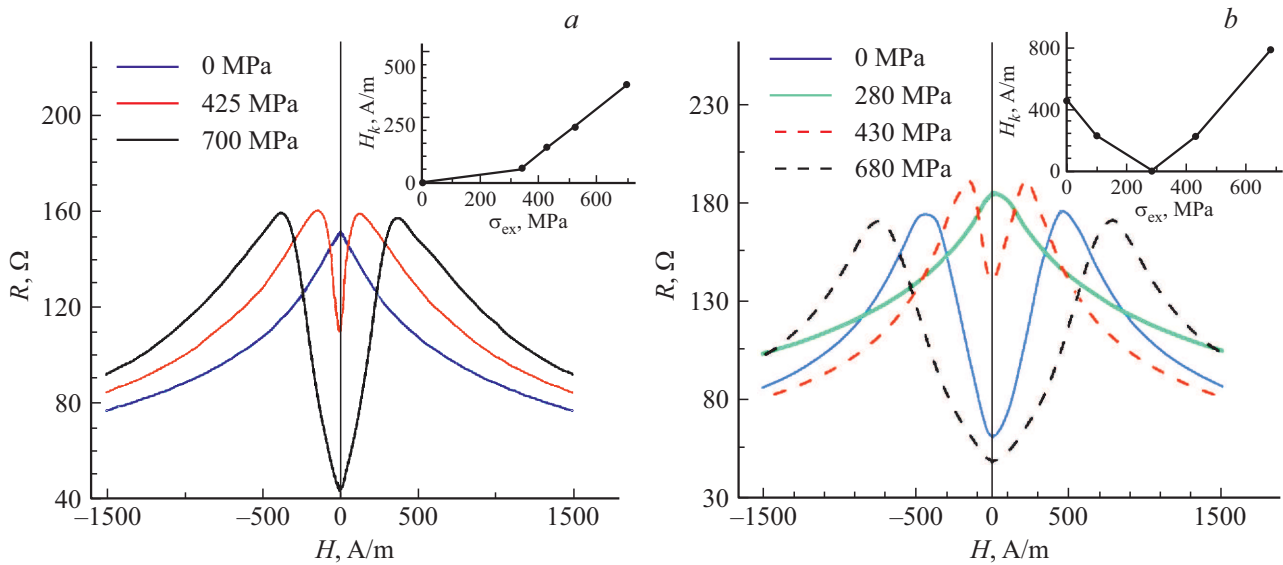 a
0 MPa
425 MPa
700 MPa
200
160
120
80
40
R, Ω
–1500
–500
0
500
1500
H, A/m
500
250
0
H_k, A/m
0
200
400
600
σ_ex, MPa
b
0 MPa
280 MPa
430 MPa
680 MPa
230
180
130
80
30
R, Ω
–1500
–500
0
500
1500
H, A/m
800
400
0
H_k, A/m
0
200
400
600
σ_ex, MPa